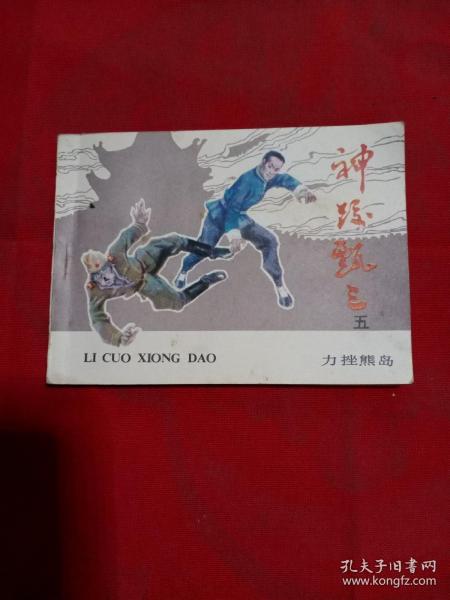 神跤甄三
五
LI CUO XIONG DAO
力挫熊岛
孔夫子旧书网
www.kongfz.com